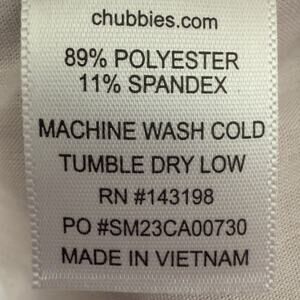 chubbies.com
89% POLYESTER
11% SPANDEX
MACHINE WASH COLD
TUMBLE DRY LOW
RN #143198
PO #SM23CA00730
MADE IN VIETNAM